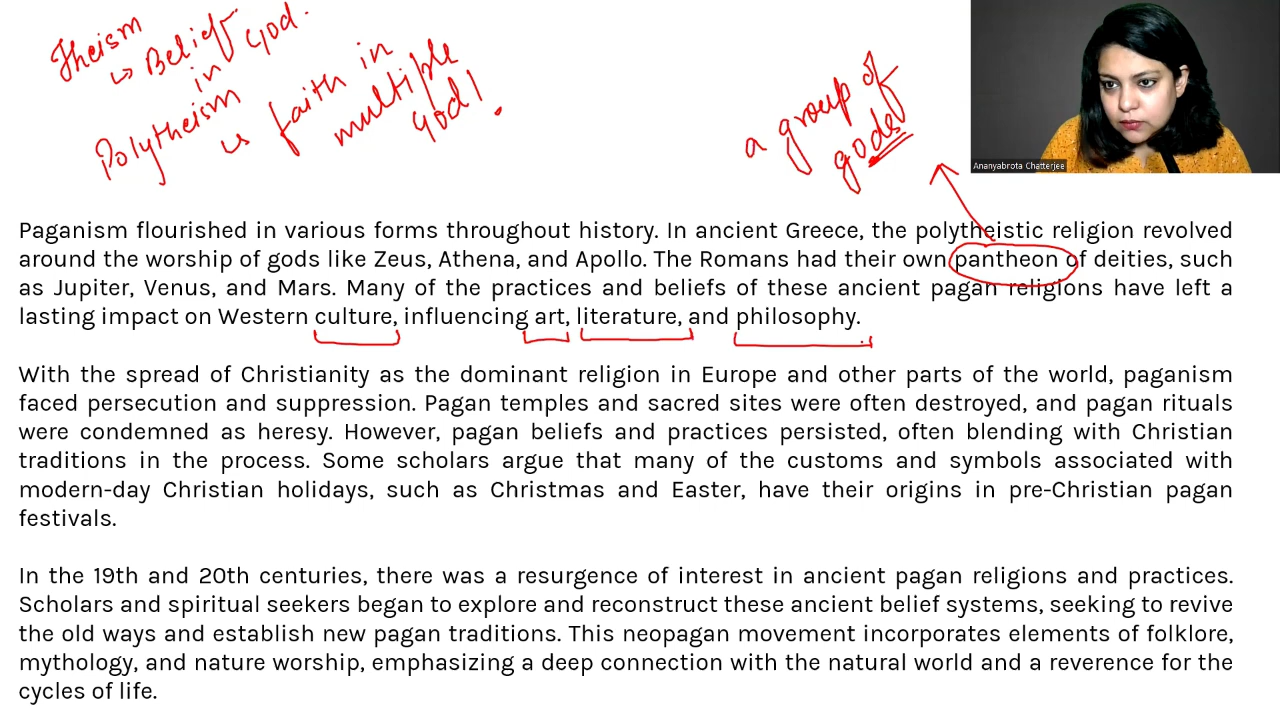 Theism
↳ Belief
in God.
Polytheism
↳ faith in
multiple
god!.
a group of
gods
Ananyabrota Chatterjee
Paganism flourished in various forms throughout history. In ancient Greece, the polytheistic religion revolved
around the worship of gods like Zeus, Athena, and Apollo. The Romans had their own pantheon of deities, such
as Jupiter, Venus, and Mars. Many of the practices and beliefs of these ancient pagan religions have left a
lasting impact on Western culture, influencing art, literature, and philosophy.
With the spread of Christianity as the dominant religion in Europe and other parts of the world, paganism
faced persecution and suppression. Pagan temples and sacred sites were often destroyed, and pagan rituals
were condemned as heresy. However, pagan beliefs and practices persisted, often blending with Christian
traditions in the process. Some scholars argue that many of the customs and symbols associated with
modern-day Christian holidays, such as Christmas and Easter, have their origins in pre-Christian pagan
festivals.
In the 19th and 20th centuries, there was a resurgence of interest in ancient pagan religions and practices.
Scholars and spiritual seekers began to explore and reconstruct these ancient belief systems, seeking to revive
the old ways and establish new pagan traditions. This neopagan movement incorporates elements of folklore,
mythology, and nature worship, emphasizing a deep connection with the natural world and a reverence for the
cycles of life.